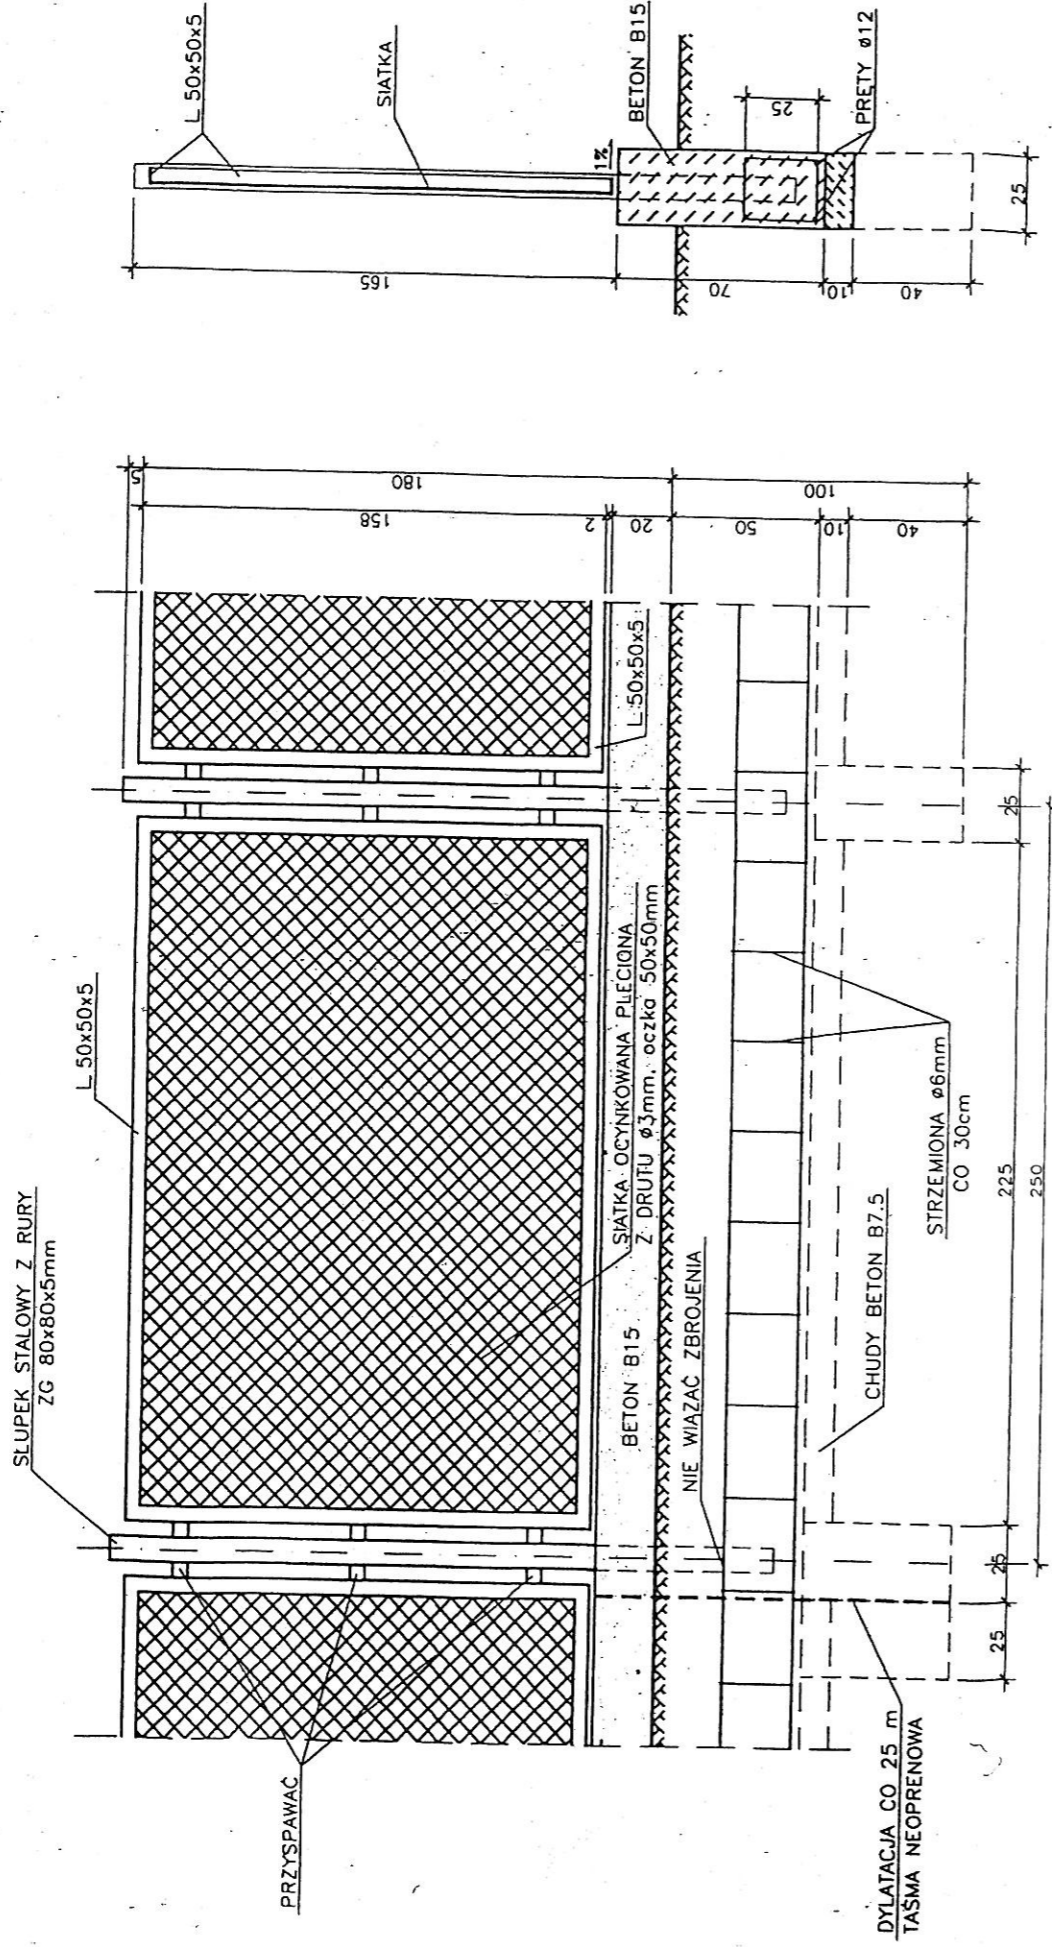 L 50x50x5
SIATKA
1%
BETON B15
25
PRĘTY ø12
25
165
70
10
40
5
180
100
158
2
20
50
10
40
SŁUPEK STALOWY Z RURY
ZG 80x80x5mm
L 50x50x5
L 50x50x5
SIATKA OCYNKOWANA PLECIONA
Z DRUTU ø3mm, oczka 50x50mm
BETON B15
NIE WIĄZAĆ ZBROJENIA
PRZYSPAWAĆ
CHUDY BETON B7.5
STRZEMIONA ø6mm
CO 30cm
DYLATACJA CO 25 m
TAŚMA NEOPRENOWA
25
25
225
25
250